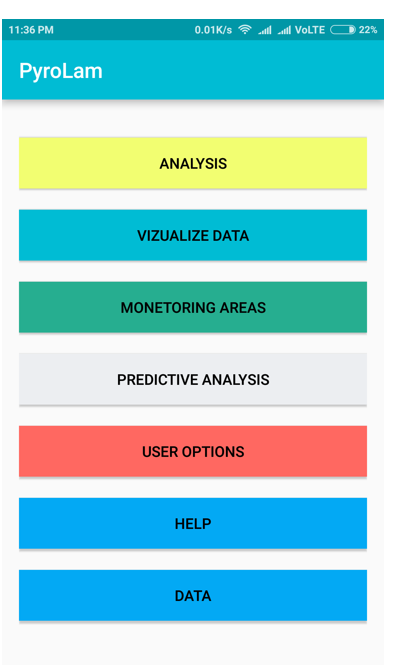 11:36 PM 0.01K/s VoLTE 22%
PyroLam
ANALYSIS
VIZUALIZE DATA
MONETORING AREAS
PREDICTIVE ANALYSIS
USER OPTIONS
HELP
DATA